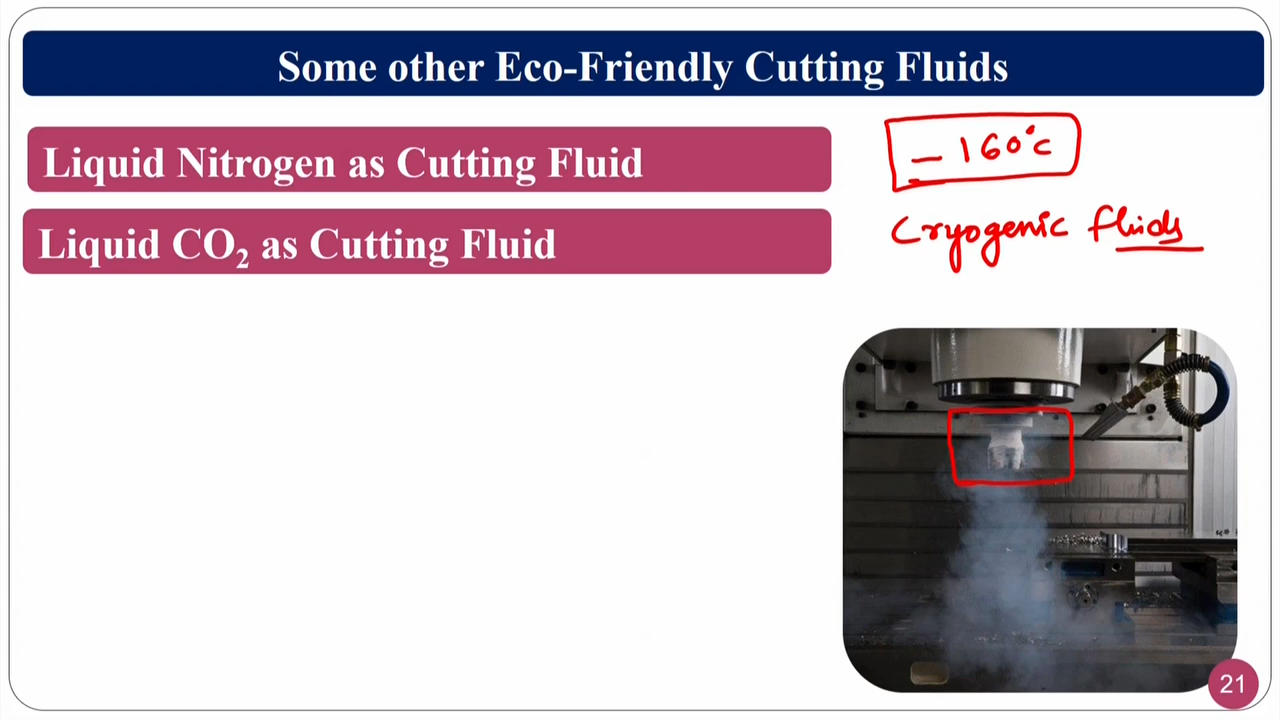 Some other Eco-Friendly Cutting Fluids
Liquid Nitrogen as Cutting Fluid
Liquid CO₂ as Cutting Fluid
– 160°c
Cryogenic fluids
21